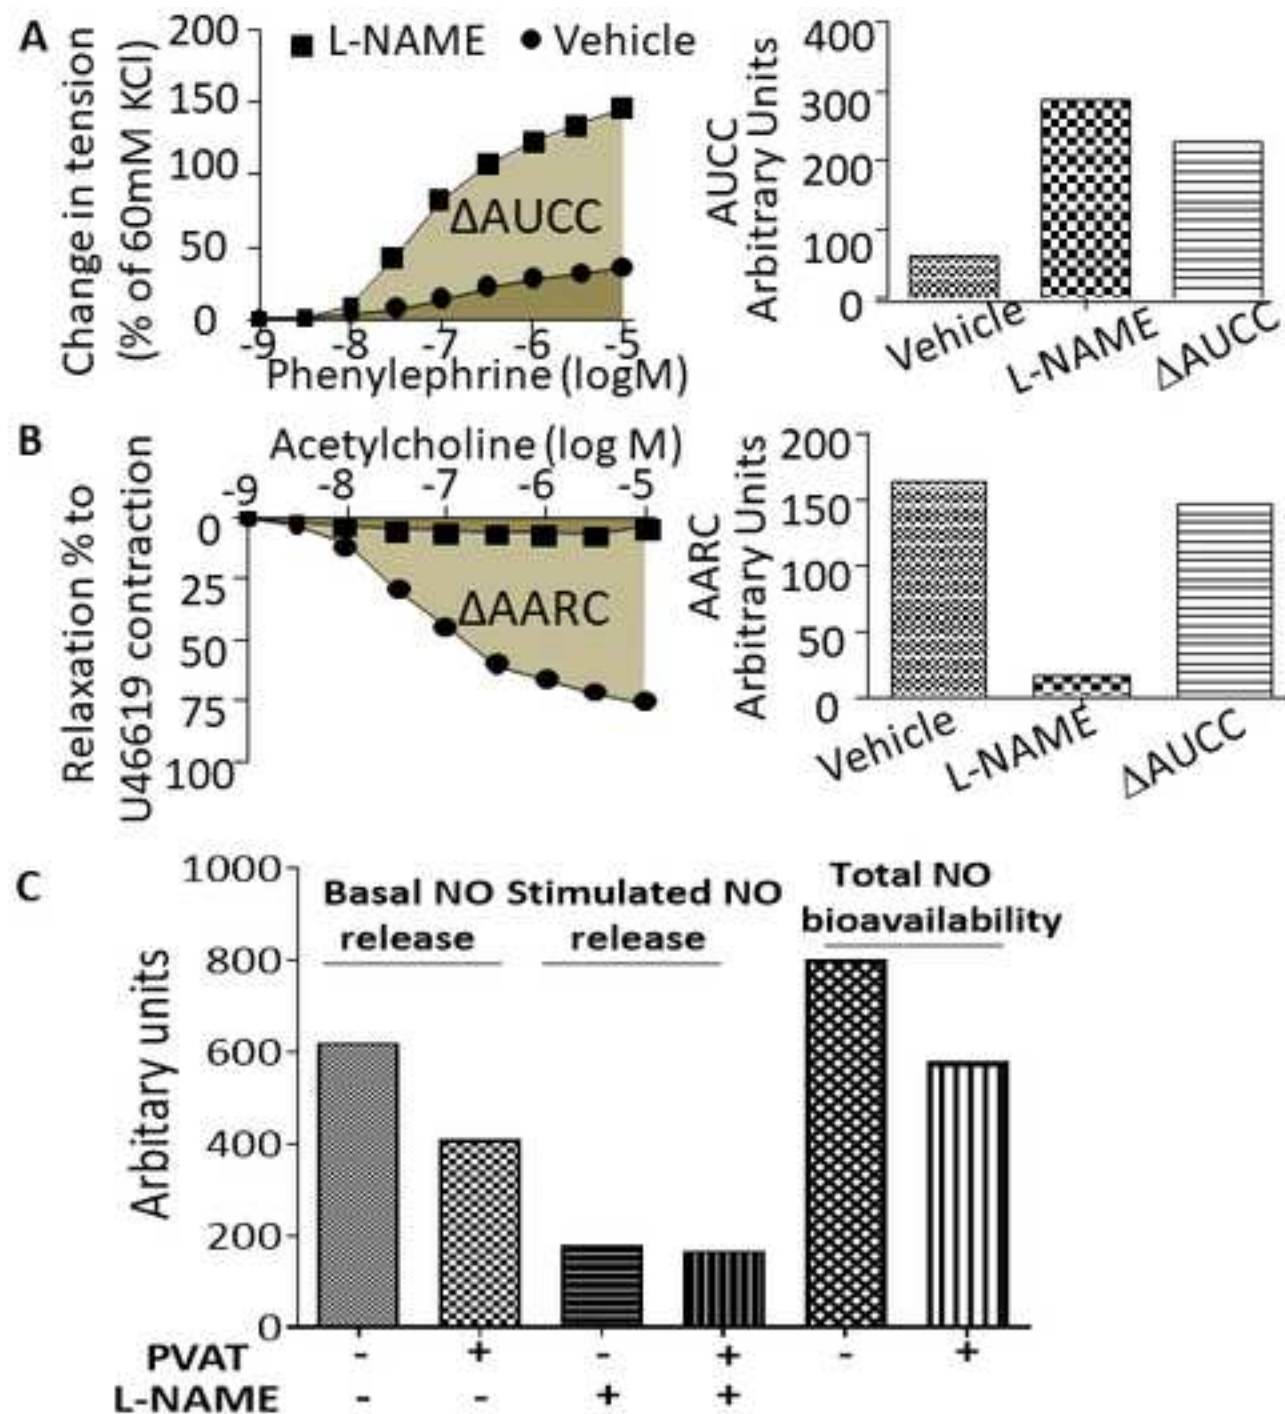 A
Change in tension
(% of 60mM KCl)
200
150
100
50
0
L-NAME
Vehicle
ΔAUCC
-9
-8
-7
-6
-5
Phenylephrine (logM)
AUCC
Arbitrary Units
400
300
200
100
0
Vehicle
L-NAME
ΔAUCC
B
Acetylcholine (log M)
-9
-8
-7
-6
-5
Relaxation % to
U46619 contraction
0
25
50
75
100
ΔAARC
AARC
Arbitrary Units
200
150
100
50
0
Vehicle
L-NAME
ΔAUCC
C
Arbitary units
1000
800
600
400
200
0
Basal NO
release
Stimulated NO
release
Total NO
bioavailability
PVAT - + - + - +
L-NAME - - + +